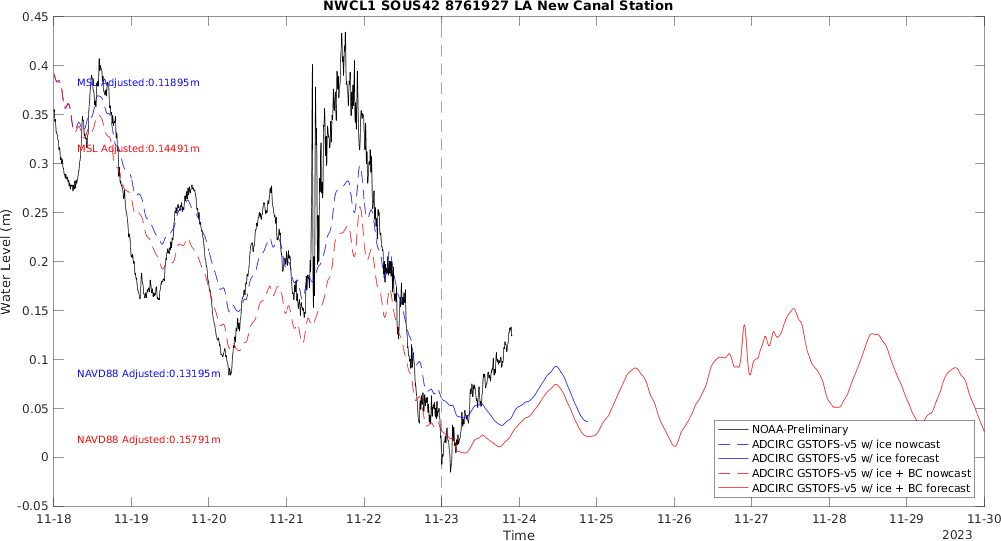 NWCL1 SOUS42 8761927 LA New Canal Station
Water Level (m)
0.45
0.4
0.35
0.3
0.25
0.2
0.15
0.1
0.05
0
-0.05
MSL Adjusted:0.11895m
MSL Adjusted:0.14491m
NAVD88 Adjusted:0.13195m
NAVD88 Adjusted:0.15791m
NOAA-Preliminary
ADCIRC GSTOFS-v5 w/ ice nowcast
ADCIRC GSTOFS-v5 w/ ice forecast
ADCIRC GSTOFS-v5 w/ ice + BC nowcast
ADCIRC GSTOFS-v5 w/ ice + BC forecast
11-18 11-19 11-20 11-21 11-22 11-23 11-24 11-25 11-26 11-27 11-28 11-29 11-30
Time
2023